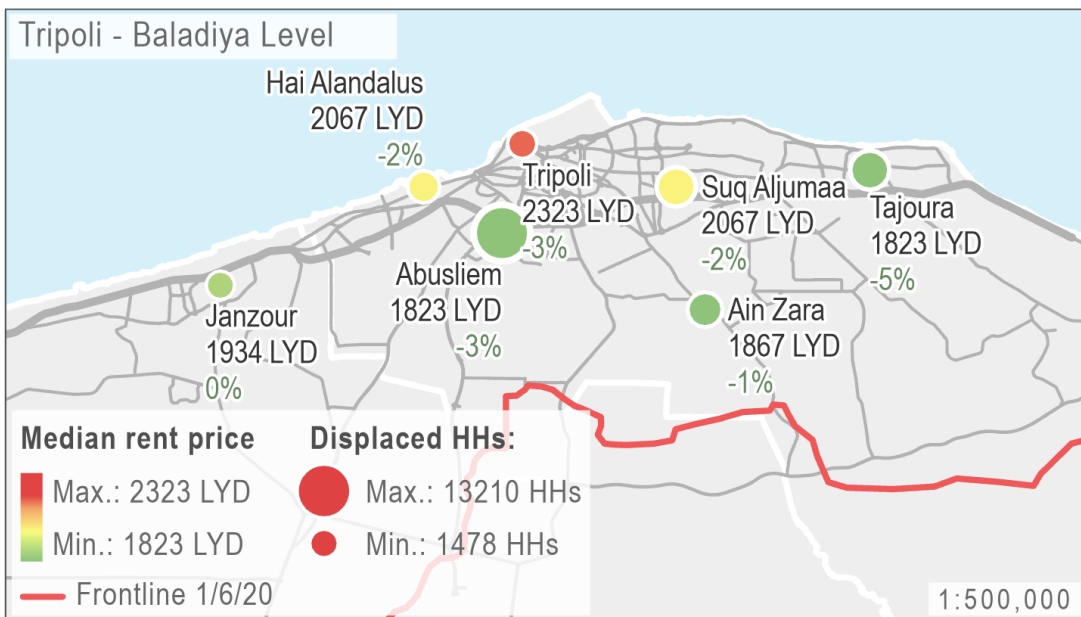 Tripoli - Baladiya Level
Hai Alandalus
2067 LYD
-2%
Tripoli
2323 LYD
-3%
Suq Aljumaa
2067 LYD
-2%
Tajoura
1823 LYD
-5%
Abusliem
1823 LYD
-3%
Janzour
1934 LYD
0%
Ain Zara
1867 LYD
-1%
Median rent price
Max.: 2323 LYD
Min.: 1823 LYD
Displaced HHs:
Max.: 13210 HHs
Min.: 1478 HHs
Frontline 1/6/20
1:500,000